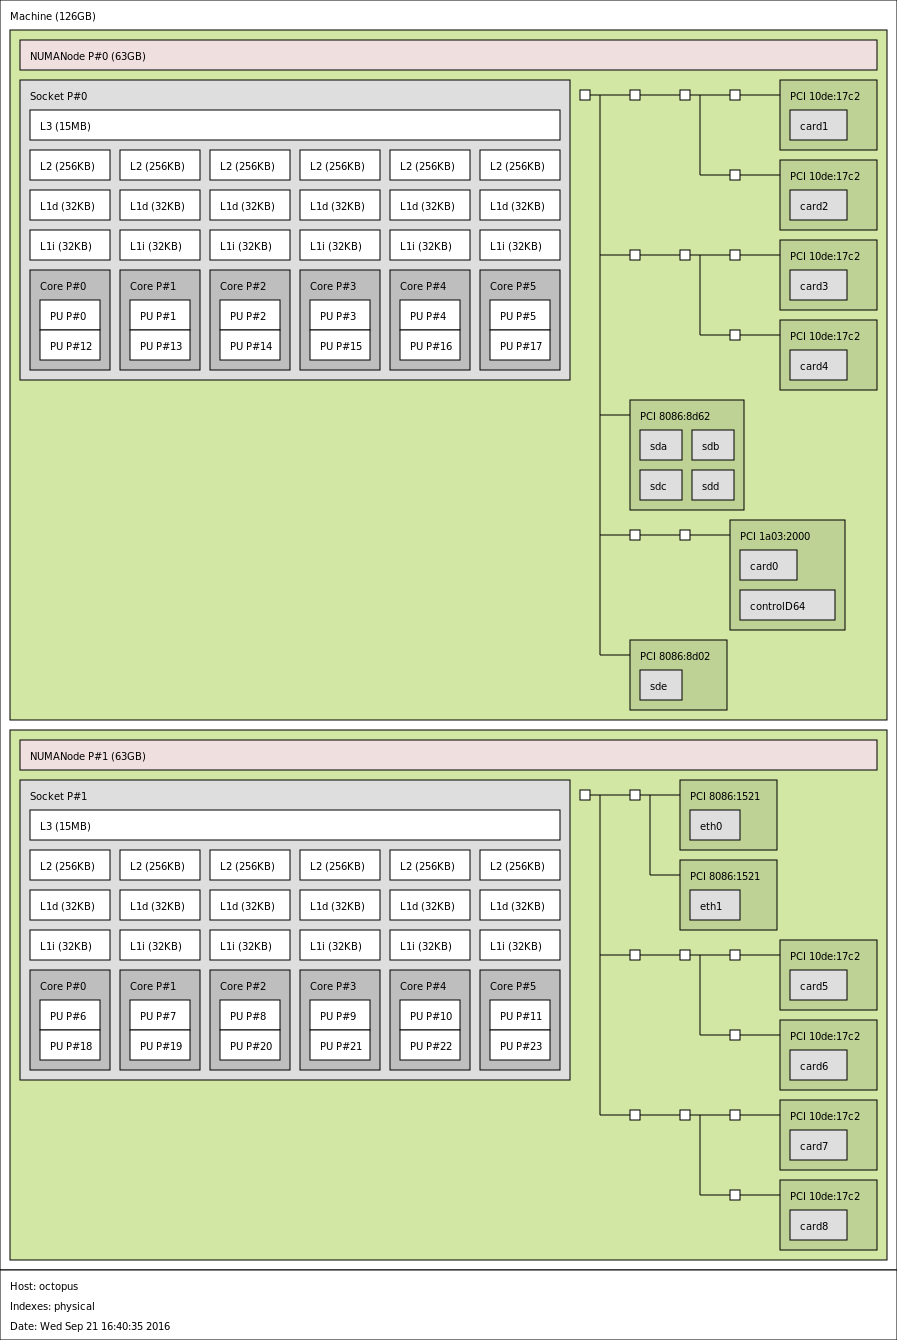 Machine (126GB)
NUMANode P#0 (63GB)
Socket P#0
L3 (15MB)
L2 (256KB) L2 (256KB) L2 (256KB) L2 (256KB) L2 (256KB) L2 (256KB)
L1d (32KB) L1d (32KB) L1d (32KB) L1d (32KB) L1d (32KB) L1d (32KB)
L1i (32KB) L1i (32KB) L1i (32KB) L1i (32KB) L1i (32KB) L1i (32KB)
Core P#0 Core P#1 Core P#2 Core P#3 Core P#4 Core P#5
PU P#0 PU P#1 PU P#2 PU P#3 PU P#4 PU P#5
PU P#12 PU P#13 PU P#14 PU P#15 PU P#16 PU P#17
PCI 10de:17c2
card1
PCI 10de:17c2
card2
PCI 10de:17c2
card3
PCI 10de:17c2
card4
PCI 8086:8d62
sda sdb
sdc sdd
PCI 1a03:2000
card0
controlD64
PCI 8086:8d02
sde
NUMANode P#1 (63GB)
Socket P#1
L3 (15MB)
L2 (256KB) L2 (256KB) L2 (256KB) L2 (256KB) L2 (256KB) L2 (256KB)
L1d (32KB) L1d (32KB) L1d (32KB) L1d (32KB) L1d (32KB) L1d (32KB)
L1i (32KB) L1i (32KB) L1i (32KB) L1i (32KB) L1i (32KB) L1i (32KB)
Core P#0 Core P#1 Core P#2 Core P#3 Core P#4 Core P#5
PU P#6 PU P#7 PU P#8 PU P#9 PU P#10 PU P#11
PU P#18 PU P#19 PU P#20 PU P#21 PU P#22 PU P#23
PCI 8086:1521
eth0
PCI 8086:1521
eth1
PCI 10de:17c2
card5
PCI 10de:17c2
card6
PCI 10de:17c2
card7
PCI 10de:17c2
card8
Host: octopus
Indexes: physical
Date: Wed Sep 21 16:40:35 2016